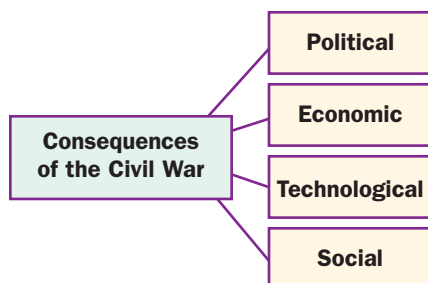 Consequences
of the Civil War
Political
Economic
Technological
Social